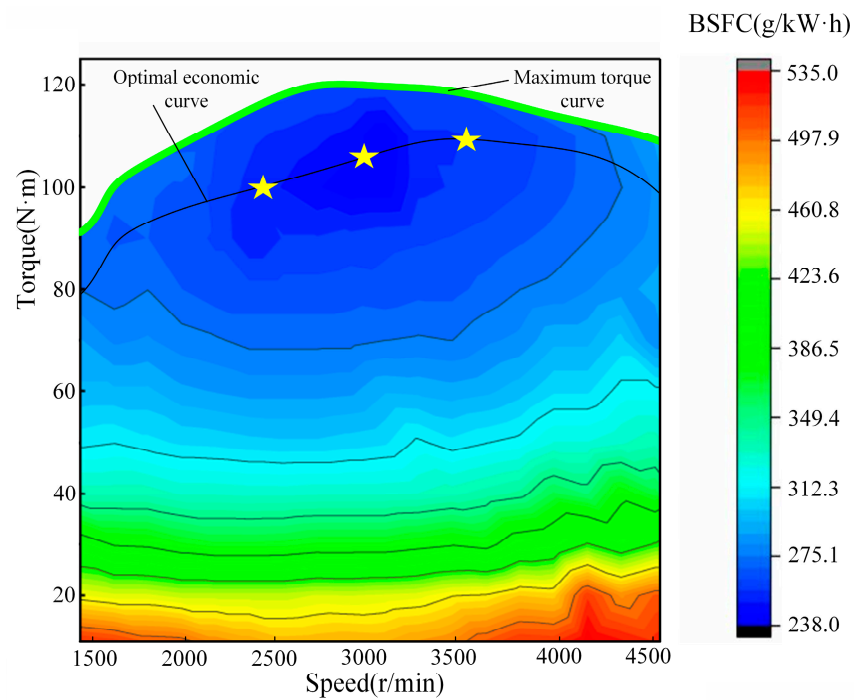 BSFC(g/kW·h)
Optimal economic
curve
Maximum torque
curve
120
100
80
60
40
20
Torque(N·m)
1500 2000 2500 3000 3500 4000 4500
Speed(r/min)
535.0
497.9
460.8
423.6
386.5
349.4
312.3
275.1
238.0